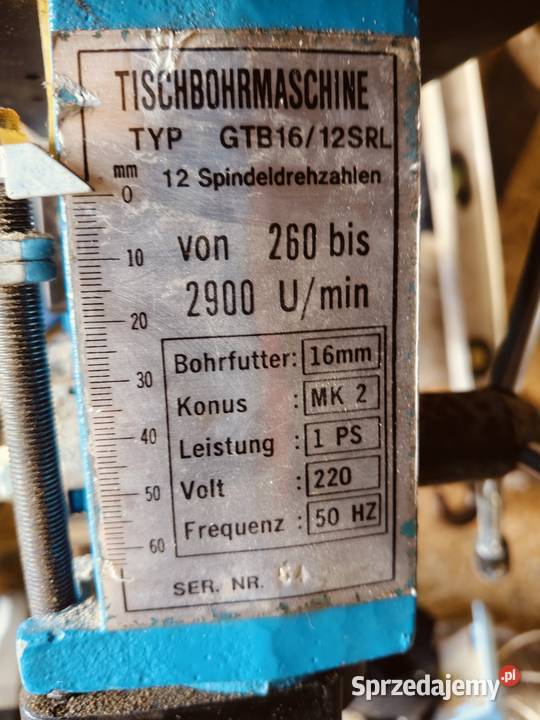 TISCHBOHRMASCHINE
TYP GTB16/12SRL
mm 12 Spindeldrehzahlen
0
von 260 bis
10
2900 U/min
20
Bohrfutter: 16mm
30
Konus : MK 2
40
Leistung : 1 PS
50
Volt : 220
Frequenz : 50 HZ
60
SER. NR.
Sprzedajemy.pl